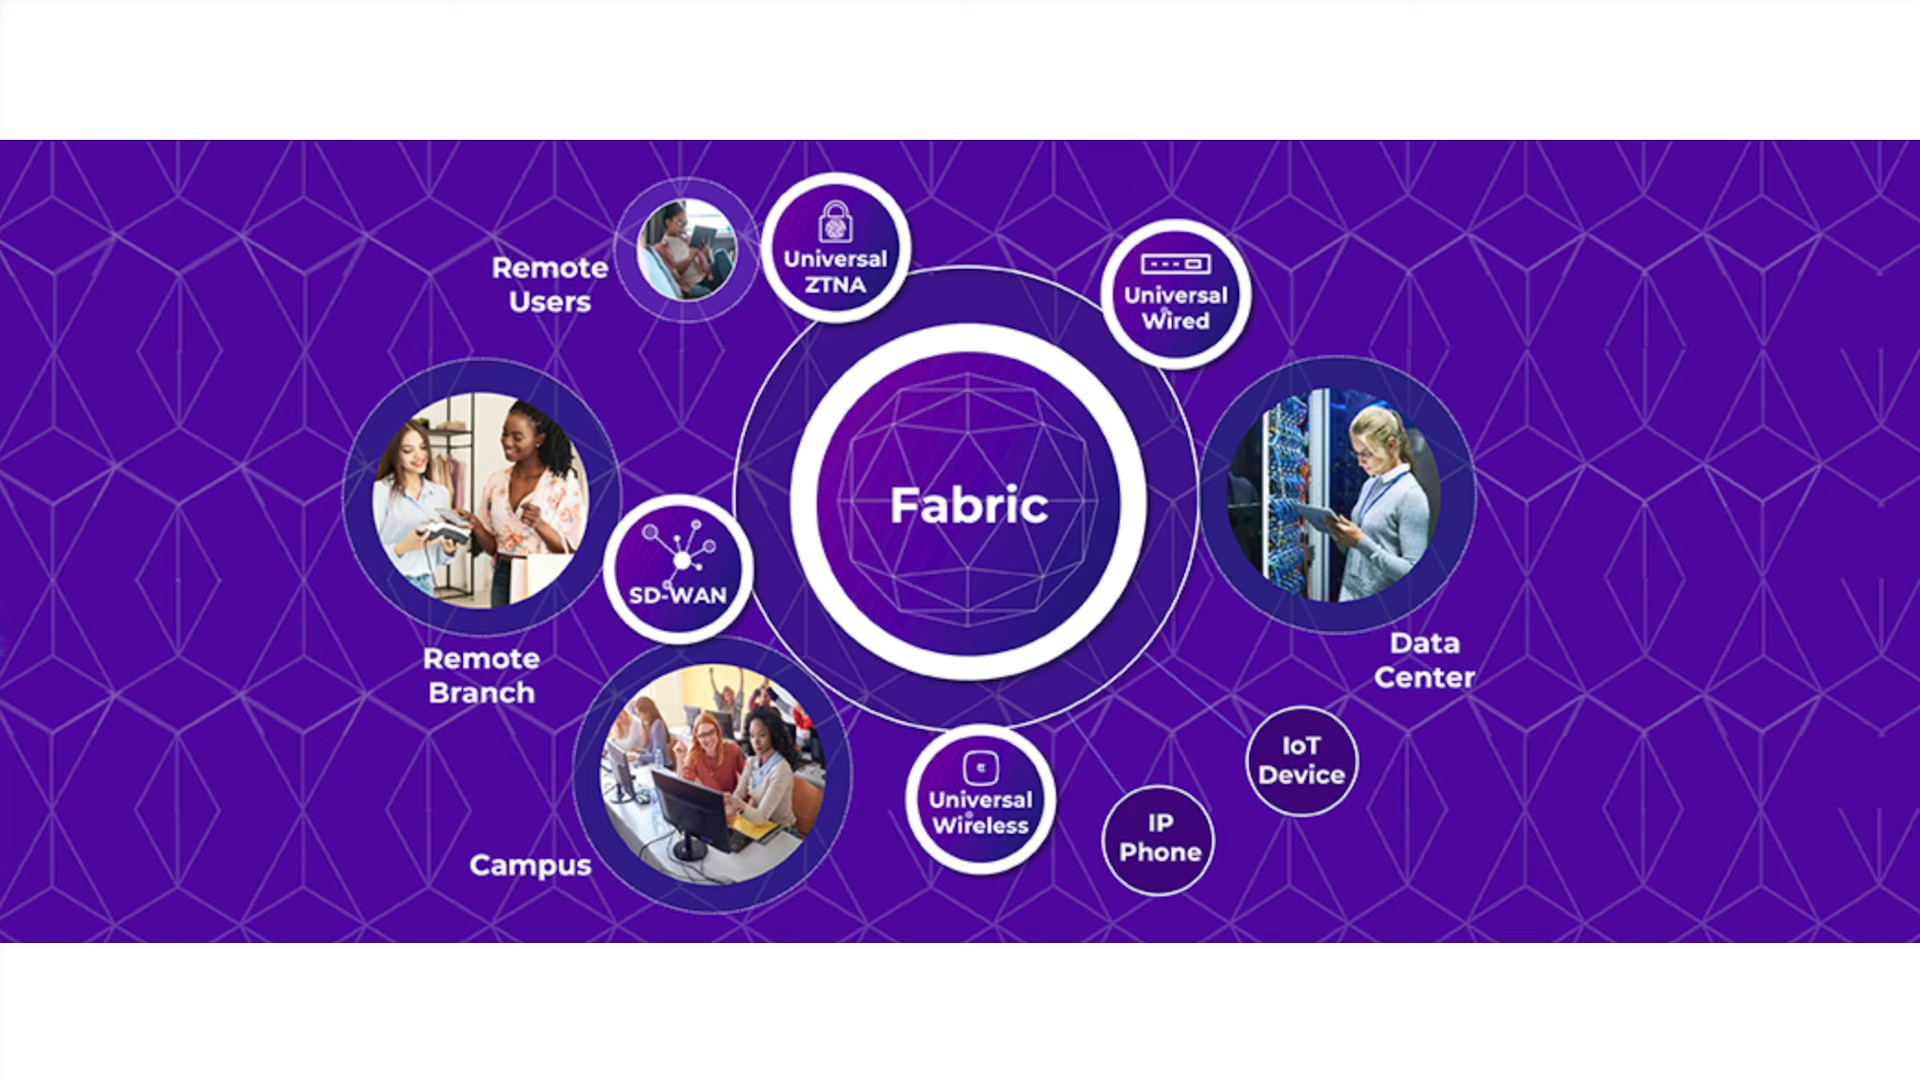 Remote
Users
Universal
ZTNA
Universal
Wired
Fabric
SD-WAN
Remote
Branch
Data
Center
Campus
Universal
Wireless
IP
Phone
IoT
Device